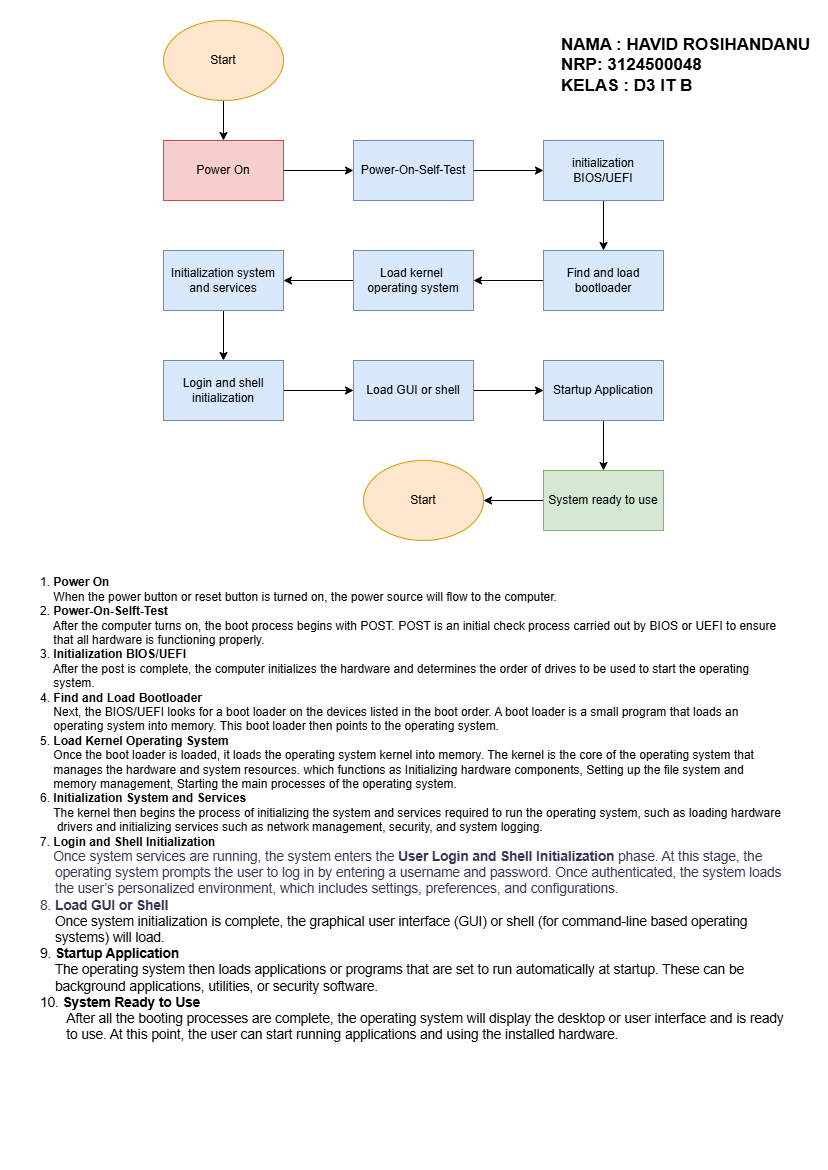 Start
NAMA : HAVID ROSIHANDANU
NRP: 3124500048
KELAS : D3 IT B
Power On
Power-On-Self-Test
initialization
BIOS/UEFI
Initialization system
and services
Load kernel
operating system
Find and load
bootloader
Login and shell
initialization
Load GUI or shell
Startup Application
Start
System ready to use
1. Power On
When the power button or reset button is turned on, the power source will flow to the computer.
2. Power-On-Selft-Test
After the computer turns on, the boot process begins with POST. POST is an initial check process carried out by BIOS or UEFI to ensure
that all hardware is functioning properly.
3. Initialization BIOS/UEFI
After the post is complete, the computer initializes the hardware and determines the order of drives to be used to start the operating
system.
4. Find and Load Bootloader
Next, the BIOS/UEFI looks for a boot loader on the devices listed in the boot order. A boot loader is a small program that loads an
operating system into memory. This boot loader then points to the operating system.
5. Load Kernel Operating System
Once the boot loader is loaded, it loads the operating system kernel into memory. The kernel is the core of the operating system that
manages the hardware and system resources. which functions as Initializing hardware components, Setting up the file system and
memory management, Starting the main processes of the operating system.
6. Initialization System and Services
The kernel then begins the process of initializing the system and services required to run the operating system, such as loading hardware
drivers and initializing services such as network management, security, and system logging.
7. Login and Shell Initialization
Once system services are running, the system enters the User Login and Shell Initialization phase. At this stage, the
operating system prompts the user to log in by entering a username and password. Once authenticated, the system loads
the user's personalized environment, which includes settings, preferences, and configurations.
8. Load GUI or Shell
Once system initialization is complete, the graphical user interface (GUI) or shell (for command-line based operating
systems) will load.
9. Startup Application
The operating system then loads applications or programs that are set to run automatically at startup. These can be
background applications, utilities, or security software.
10. System Ready to Use
After all the booting processes are complete, the operating system will display the desktop or user interface and is ready
to use. At this point, the user can start running applications and using the installed hardware.